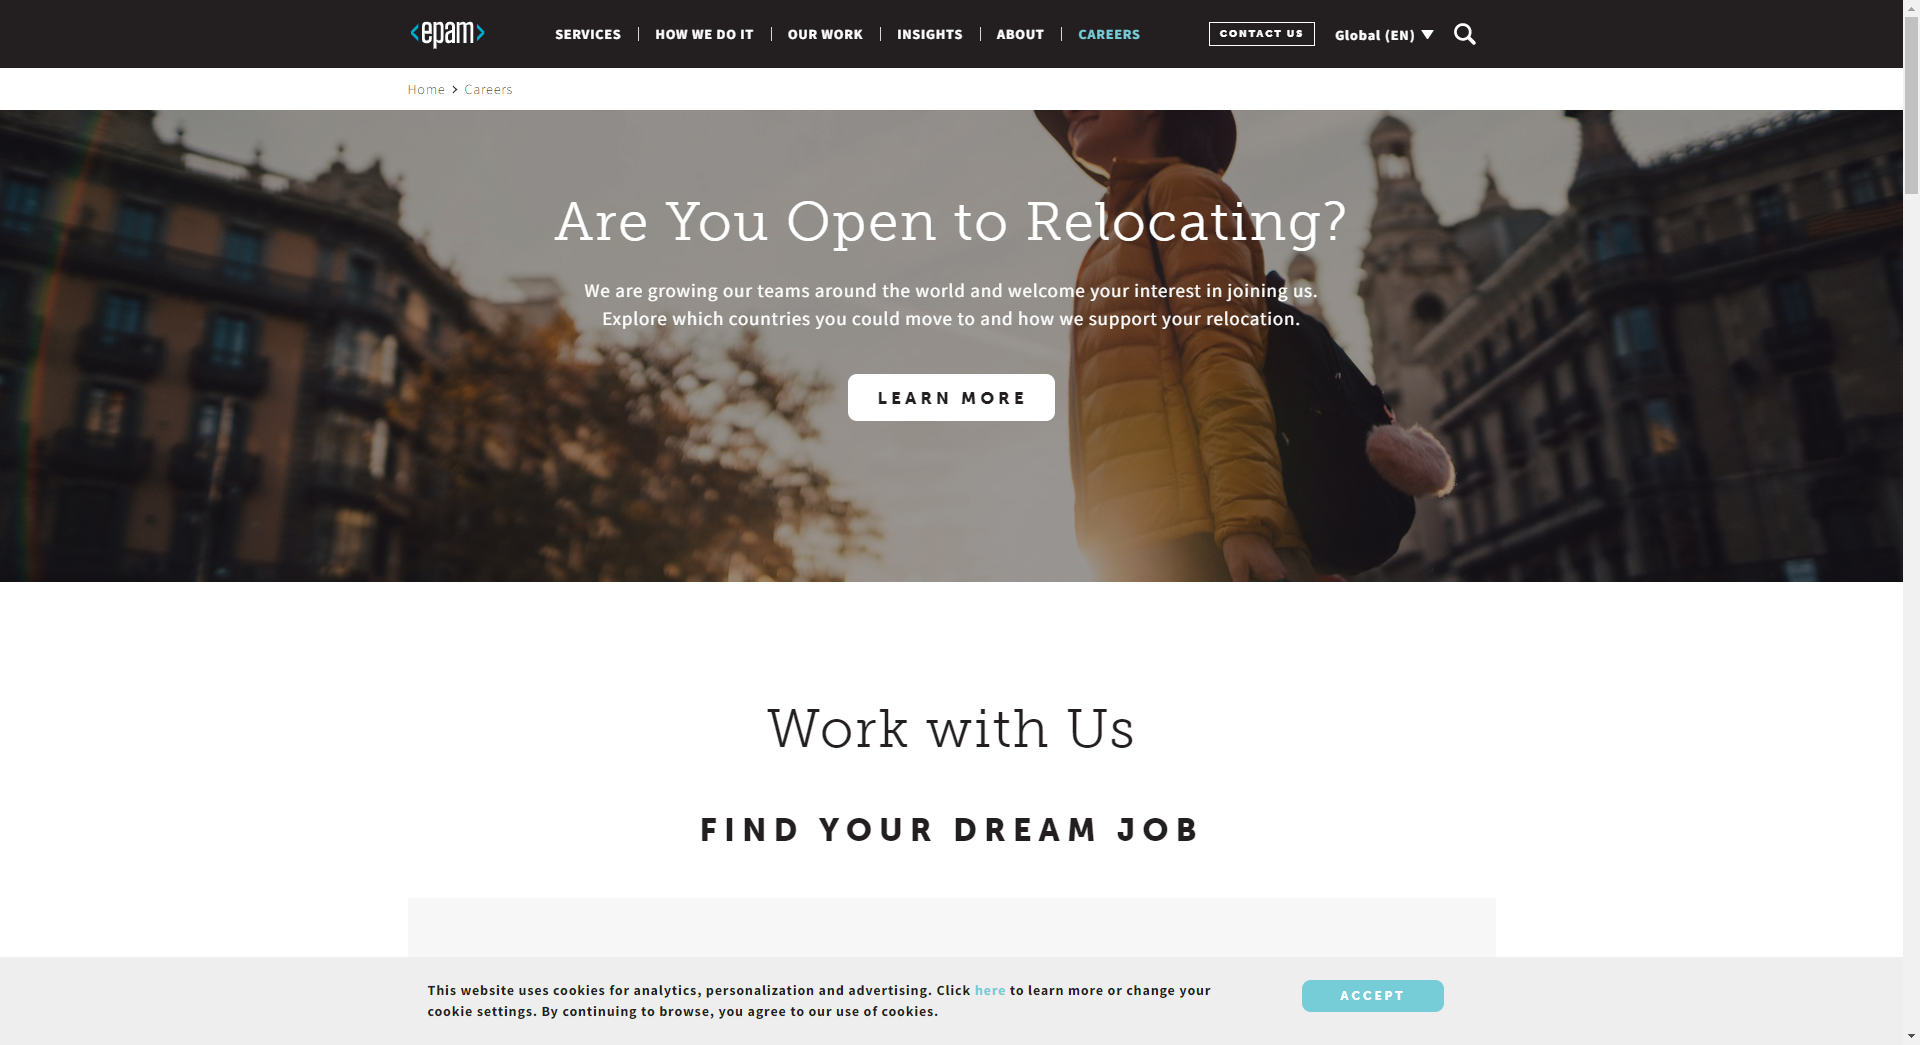 <epam>
SERVICES | HOW WE DO IT | OUR WORK | INSIGHTS | ABOUT | CAREERS
CONTACT US
Global (EN)
Home > Careers
Are You Open to Relocating?
We are growing our teams around the world and welcome your interest in joining us.
Explore which countries you could move to and how we support your relocation.
LEARN MORE
Work with Us
FIND YOUR DREAM JOB
This website uses cookies for analytics, personalization and advertising. Click here to learn more or change your
cookie settings. By continuing to browse, you agree to our use of cookies.
ACCEPT